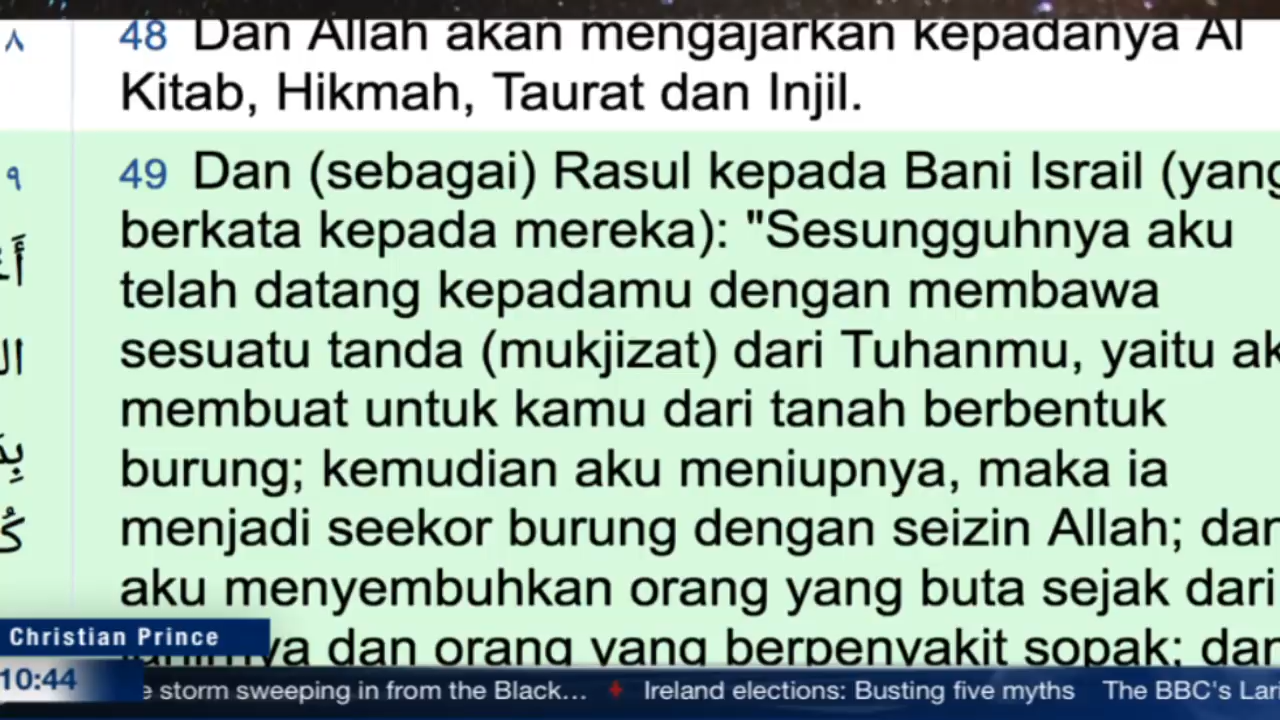 ٨
48 Dan Allah akan mengajarkan kepadanya Al
Kitab, Hikmah, Taurat dan Injil.
٩
49 Dan (sebagai) Rasul kepada Bani Israil (yang
berkata kepada mereka): "Sesungguhnya aku
telah datang kepadamu dengan membawa
sesuatu tanda (mukjizat) dari Tuhanmu, yaitu
membuat untuk kamu dari tanah berbentuk
burung; kemudian aku meniupnya, maka ia
menjadi seekor burung dengan seizin Allah; dan
aku menyembuhkan orang yang buta sejak dari
dan orang yang berpenyakit sopak; dan
Christian Prince
10:44
storm sweeping in from the Black... Ireland elections: Busting five myths The BBC's